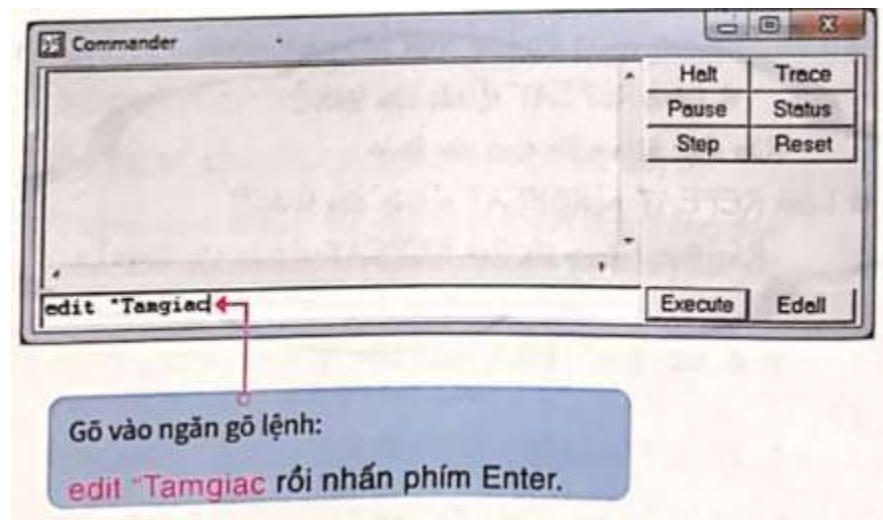 Commander
Halt Trace
Pause Status
Step Reset
edit "Tamgiac
Execute Edall
Gõ vào ngăn gõ lệnh:
edit "Tamgiac rồi nhấn phím Enter.